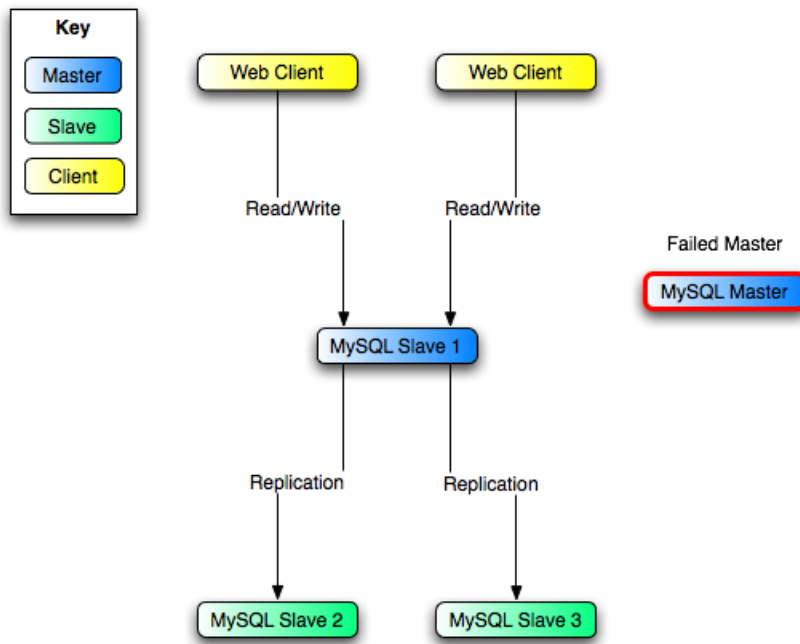 Key
Master
Slave
Client
Web Client
Web Client
Read/Write
Read/Write
Failed Master
MySQL Master
MySQL Slave 1
Replication
Replication
MySQL Slave 2
MySQL Slave 3